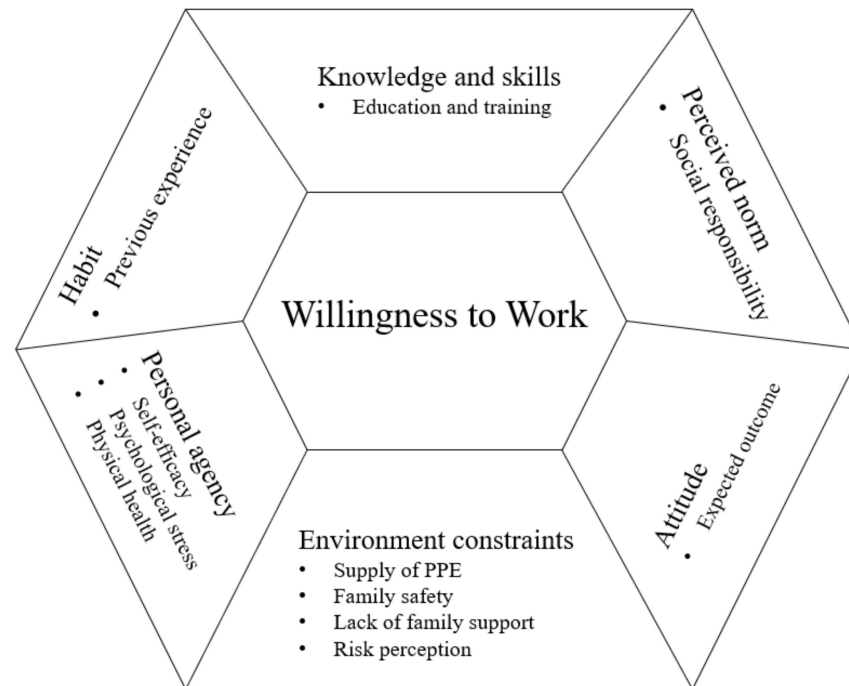 Knowledge and skills
• Education and training
Perceived norm
• Social responsibility
Habit
• Previous experience
Willingness to Work
Personal agency
• Self-efficacy
• Psychological stress
• Physical health
Attitude
• Expected outcome
Environment constraints
• Supply of PPE
• Family safety
• Lack of family support
• Risk perception